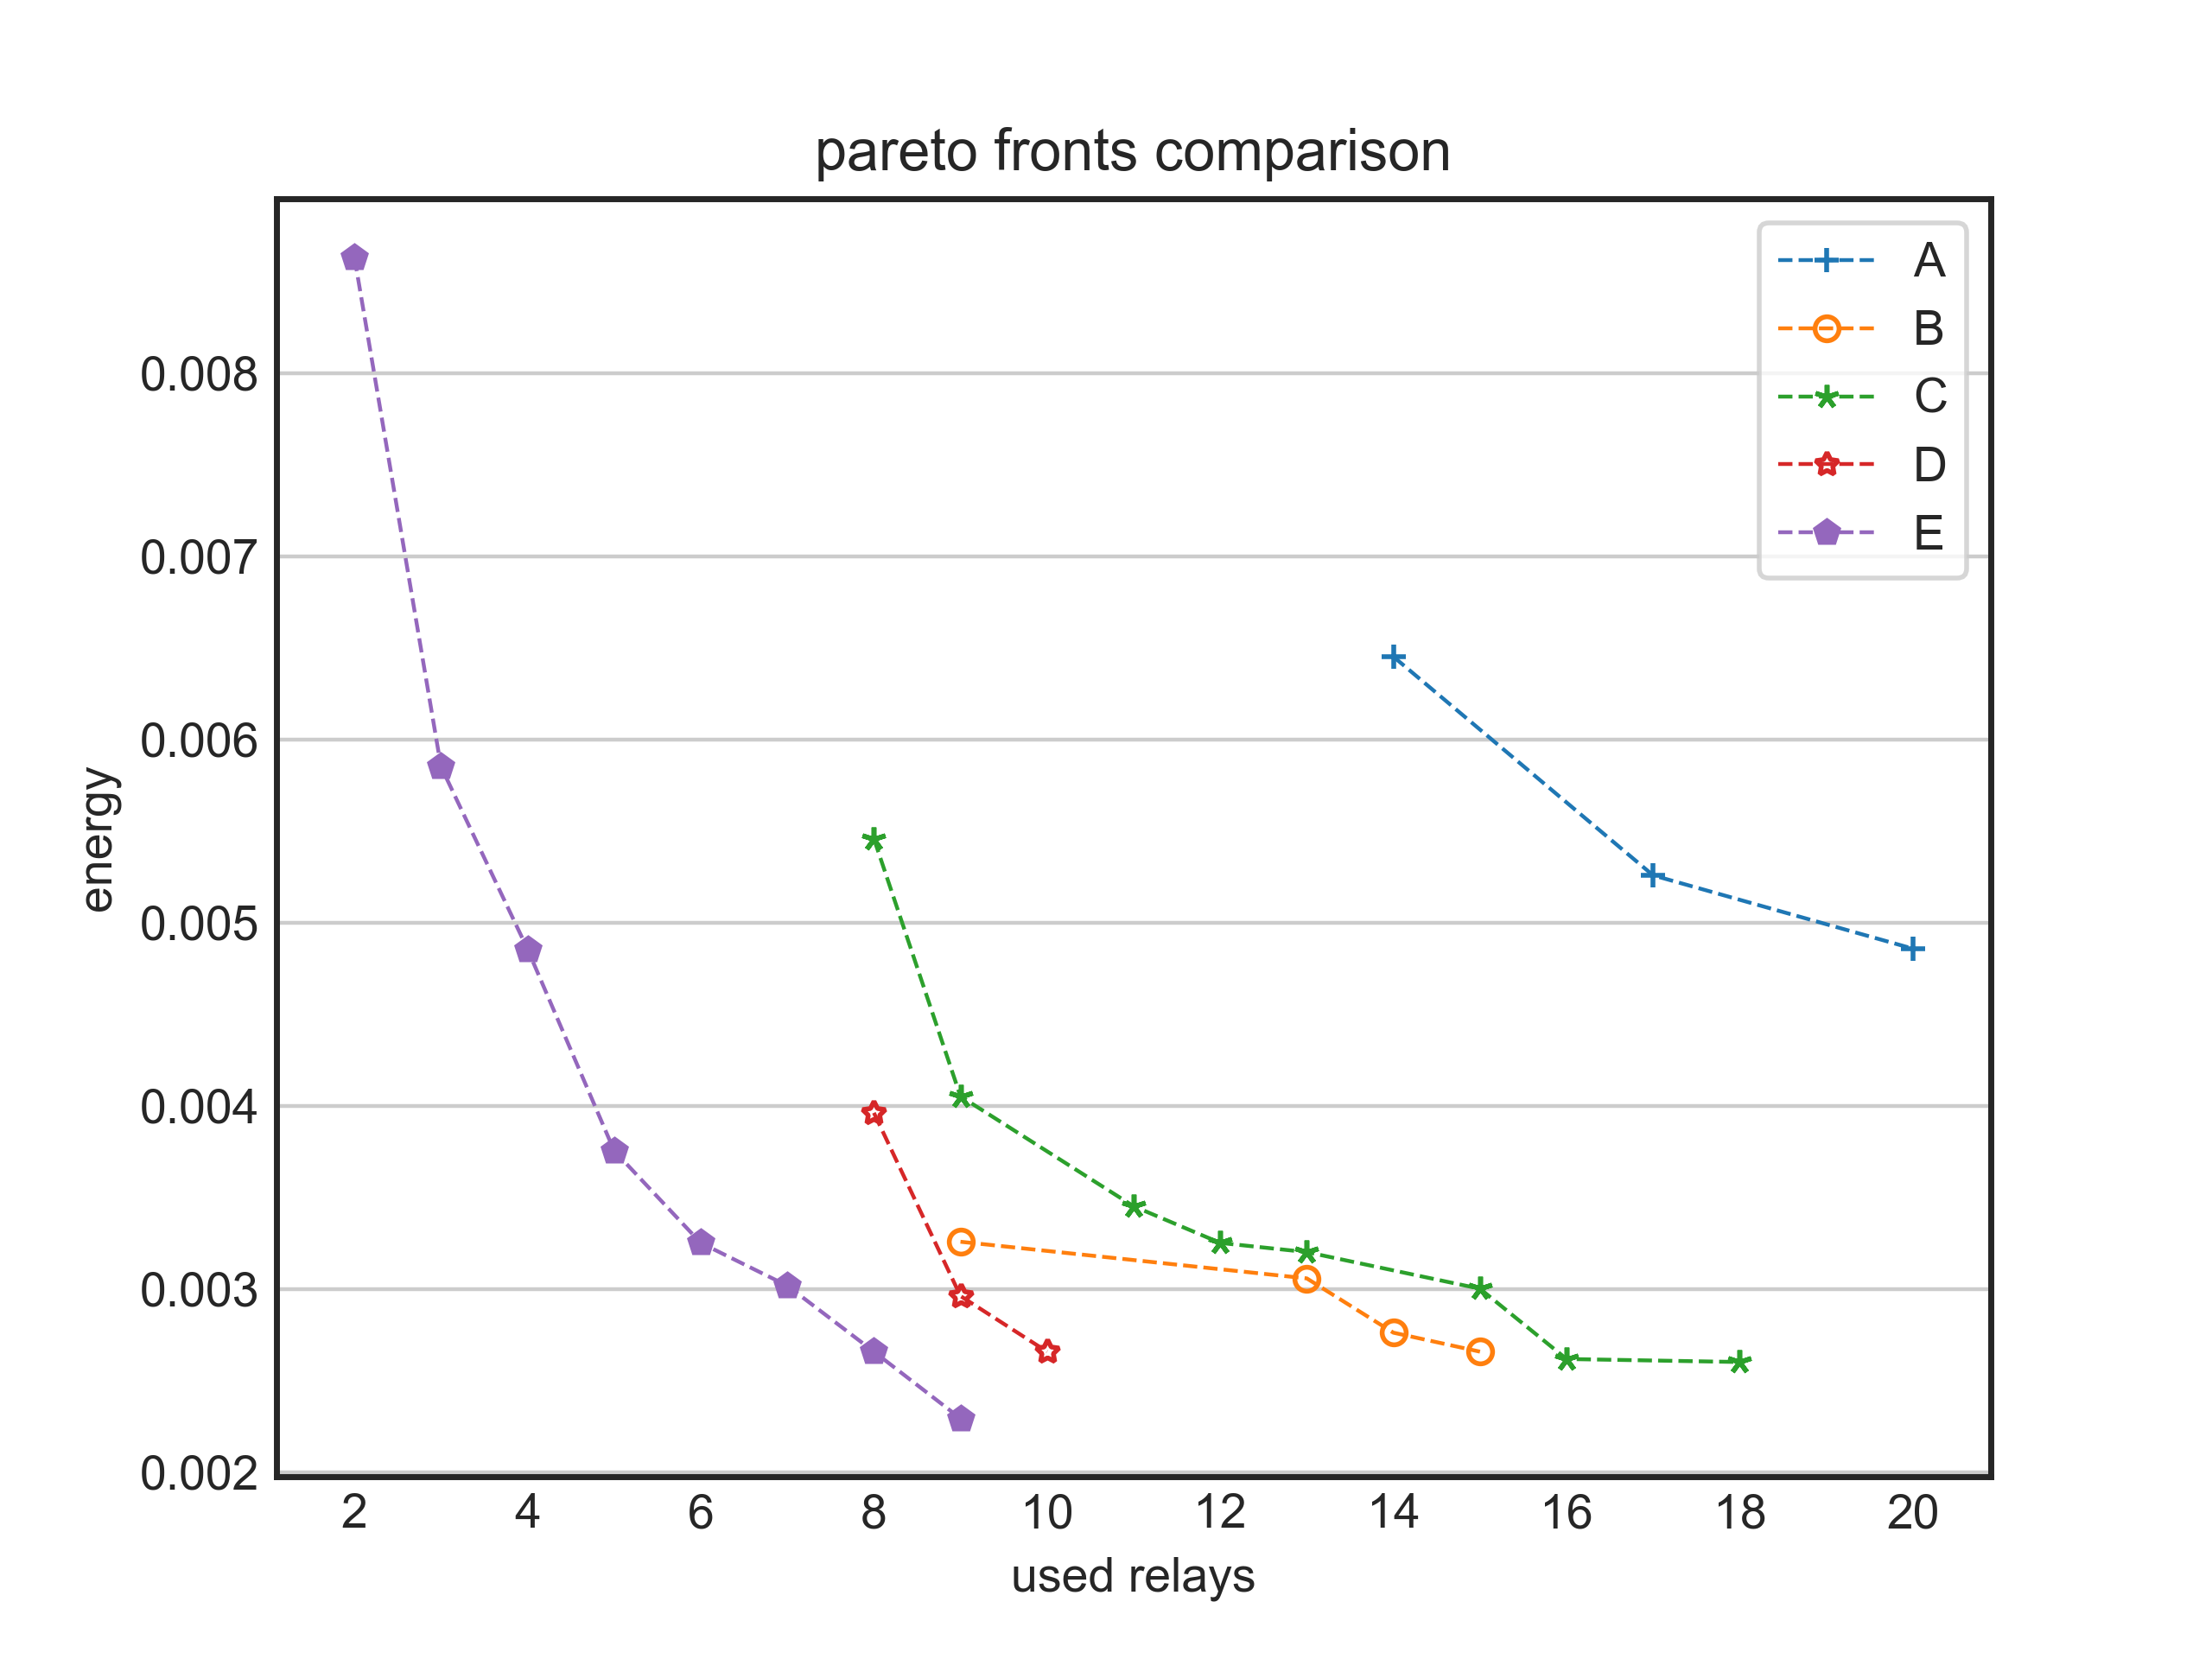 pareto fronts comparison
A
B
C
D
E
0.008
0.007
0.006
0.005
0.004
0.003
0.002
energy
2 4 6 8 10 12 14 16 18 20
used relays